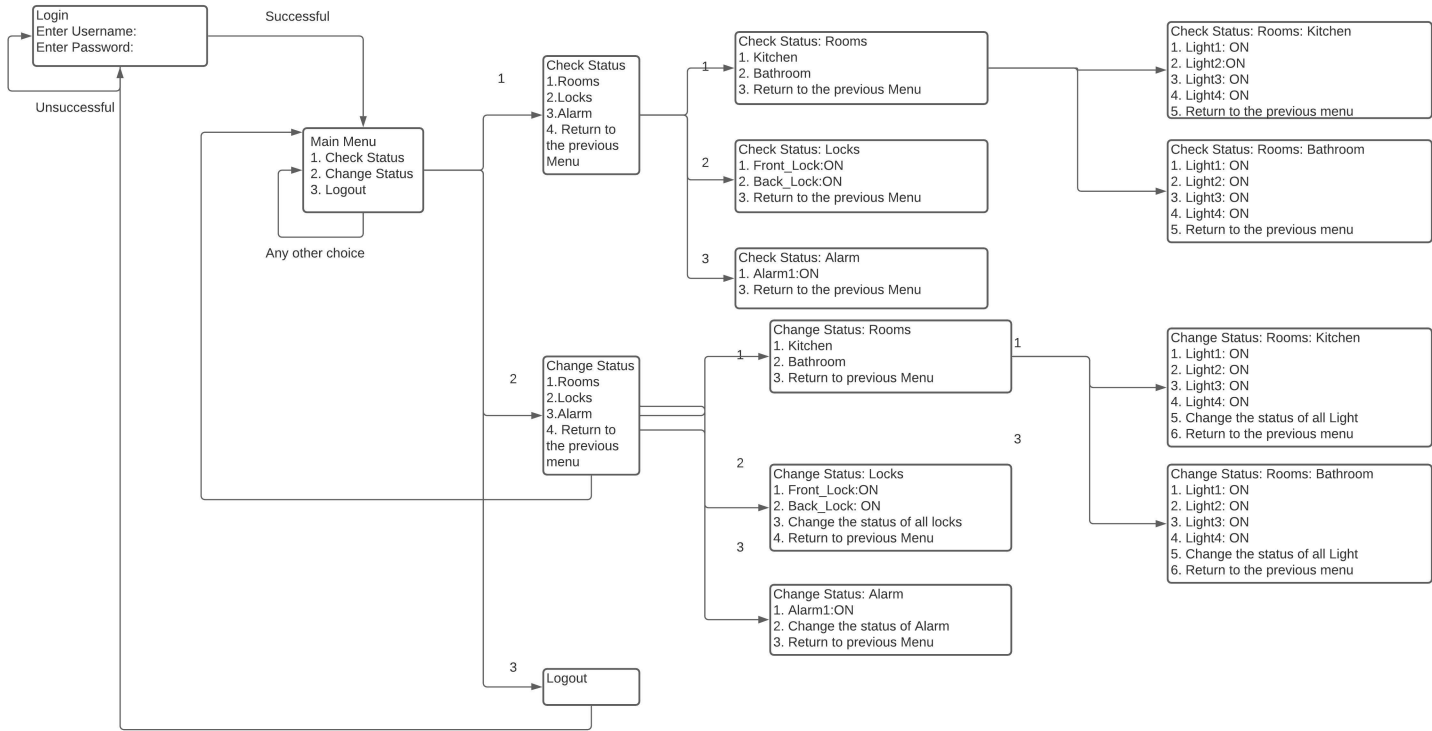 Login
Enter Username:
Enter Password:
Successful
Unsuccessful
Main Menu
1. Check Status
2. Change Status
3. Logout
Any other choice
1
Check Status
1.Rooms
2.Locks
3.Alarm
4. Return to
the previous
Menu
1
Check Status: Rooms
1. Kitchen
2. Bathroom
3. Return to the previous Menu
2
Check Status: Locks
1. Front_Lock:ON
2. Back_Lock:ON
3. Return to the previous Menu
3
Check Status: Alarm
1. Alarm1:ON
3. Return to the previous Menu
Check Status: Rooms: Kitchen
1. Light1: ON
2. Light2:ON
3. Light3: ON
4. Light4: ON
5. Return to the previous menu
Check Status: Rooms: Bathroom
1. Light1: ON
2. Light2: ON
3. Light3: ON
4. Light4: ON
5. Return to the previous menu
2
Change Status
1.Rooms
2.Locks
3.Alarm
4. Return to
the previous
menu
1
Change Status: Rooms
1. Kitchen
2. Bathroom
3. Return to previous Menu
2
Change Status: Locks
1. Front_Lock:ON
2. Back_Lock: ON
3. Change the status of all locks
4. Return to previous Menu
3
Change Status: Alarm
1. Alarm1:ON
2. Change the status of Alarm
3. Return to previous Menu
1
Change Status: Rooms: Kitchen
1. Light1: ON
2. Light2: ON
3. Light3: ON
4. Light4: ON
5. Change the status of all Light
6. Return to the previous menu
3
Change Status: Rooms: Bathroom
1. Light1: ON
2. Light2: ON
3. Light3: ON
4. Light4: ON
5. Change the status of all Light
6. Return to the previous menu
3
Logout